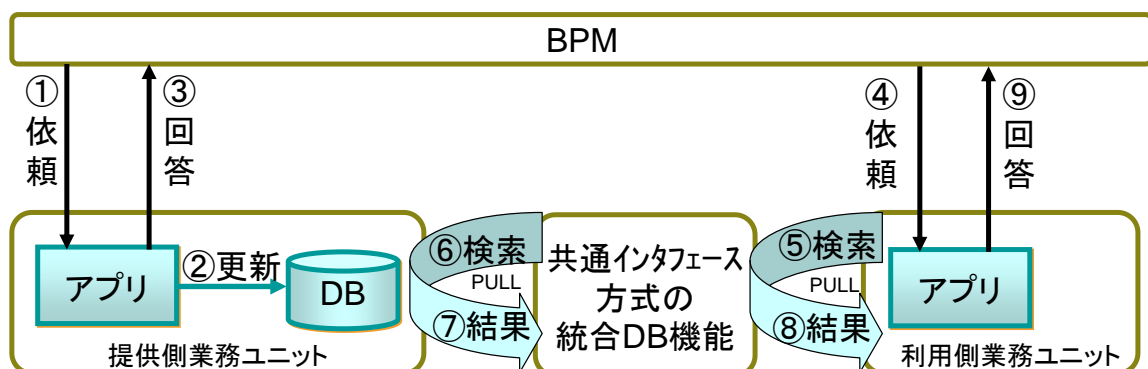 BPM
①依頼
③回答
④依頼
⑨回答
アプリ
②更新
DB
提供側業務ユニット
⑥検索
PULL
⑦結果
共通インタフェース
方式の
統合DB機能
⑤検索
PULL
⑧結果
アプリ
利用側業務ユニット